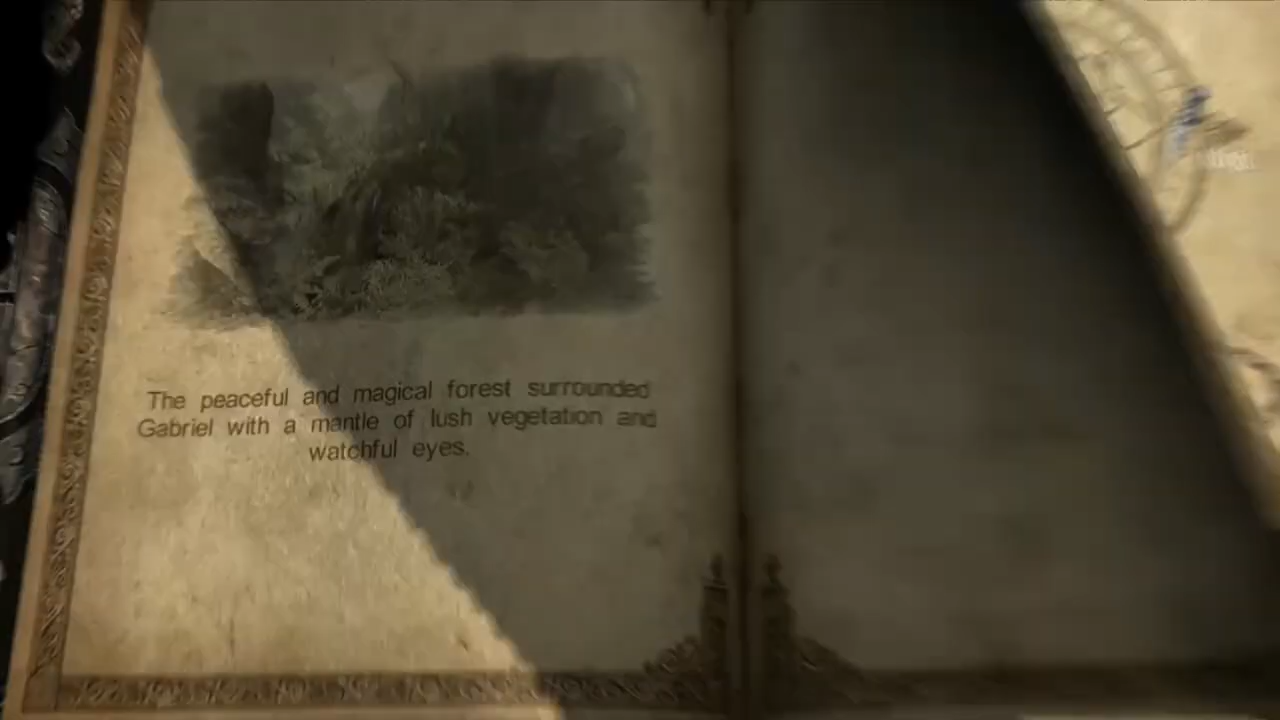 The peaceful and magical forest surrounded
Gabriel with a mantle of lush vegetation and
watchful eyes.